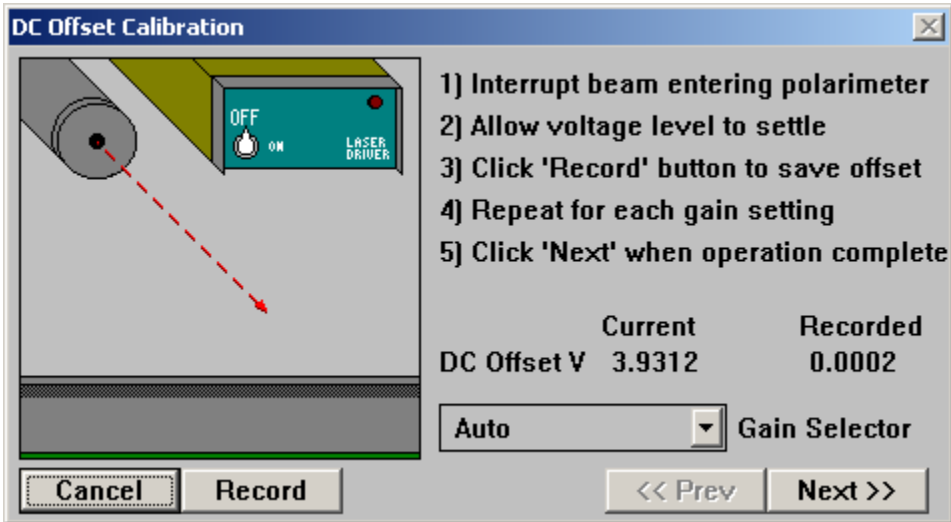 DC Offset Calibration
OFF
ON
LASER
DRIVER
1) Interrupt beam entering polarimeter
2) Allow voltage level to settle
3) Click 'Record' button to save offset
4) Repeat for each gain setting
5) Click 'Next' when operation complete
Current Recorded
DC Offset V 3.9312 0.0002
Auto Gain Selector
Cancel Record << Prev Next >>